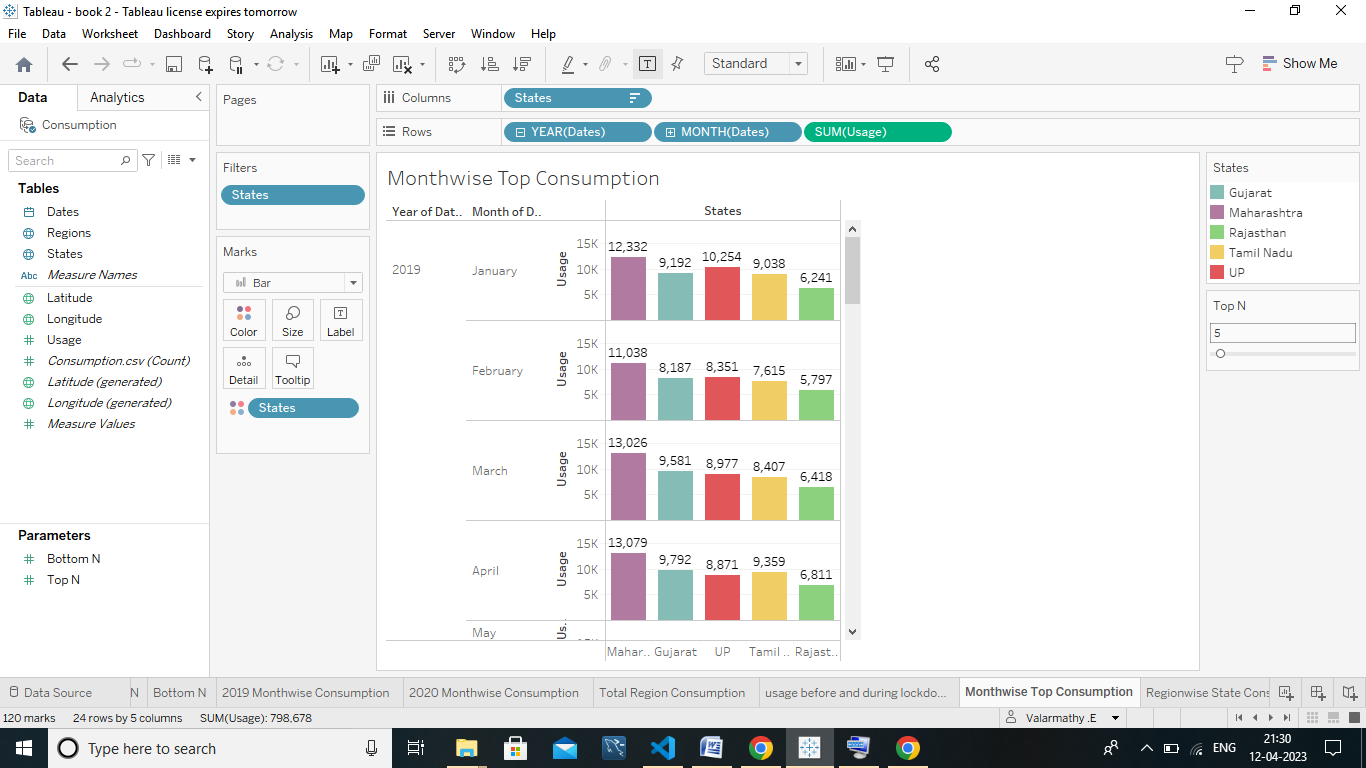 Tableau - book 2 - Tableau license expires tomorrow
File Data Worksheet Dashboard Story Analysis Map Format Server Window Help
Standard
Show Me
Data Analytics
Consumption
Search
Tables
Dates
Regions
States
Abc Measure Names
Latitude
Longitude
Usage
Consumption.csv (Count)
Latitude (generated)
Longitude (generated)
Measure Values
Parameters
Bottom N
Top N
Pages
Filters
States
Marks
Bar
Color Size Label
Detail Tooltip
States
Columns States
Rows YEAR(Dates) MONTH(Dates) SUM(Usage)
Monthwise Top Consumption
Year of Dat.. Month of D.. States
2019 January Usage 15K 10K 5K 12,332 9,192 10,254 9,038 6,241
February Usage 15K 10K 5K 11,038 8,187 8,351 7,615 5,797
March Usage 15K 10K 5K 13,026 9,581 8,977 8,407 6,418
April Usage 15K 10K 5K 13,079 9,792 8,871 9,359 6,811
May Us..
Mahar.. Gujarat UP Tamil .. Rajast..
States
Gujarat
Maharashtra
Rajasthan
Tamil Nadu
UP
Top N
5
Data Source N Bottom N 2019 Monthwise Consumption 2020 Monthwise Consumption Total Region Consumption usage before and during lockdo... Monthwise Top Consumption Regionwise State Cons
120 marks 24 rows by 5 columns SUM(Usage): 798,678 Valarmathy .E
Type here to search
ENG
21:30
12-04-2023